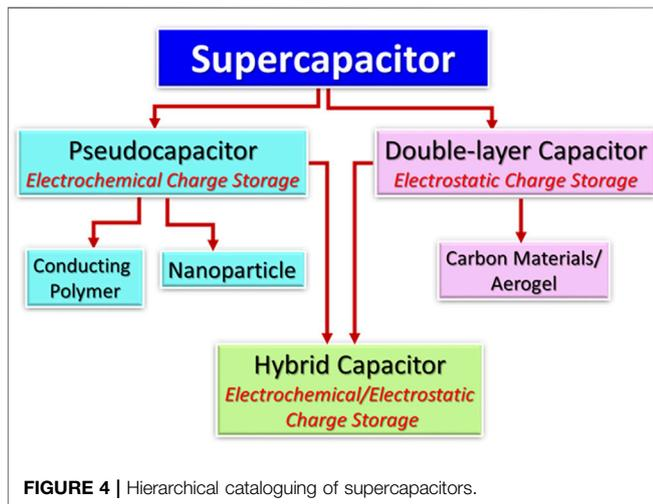 Supercapacitor
Pseudocapacitor
Electrochemical Charge Storage
Double-layer Capacitor
Electrostatic Charge Storage
Conducting
Polymer
Nanoparticle
Carbon Materials/
Aerogel
Hybrid Capacitor
Electrochemical/Electrostatic
Charge Storage
FIGURE 4 | Hierarchical cataloguing of supercapacitors.